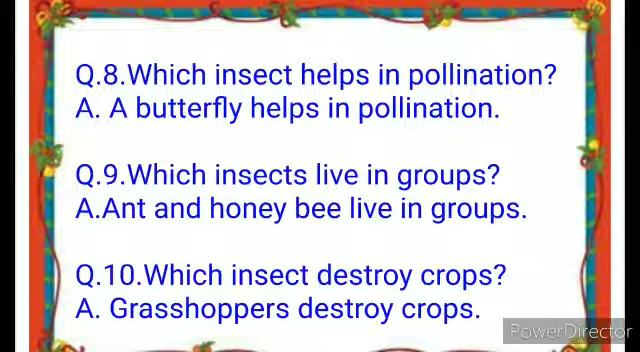 Q.8.Which insect helps in pollination?
A. A butterfly helps in pollination.
Q.9.Which insects live in groups?
A.Ant and honey bee live in groups.
Q.10.Which insect destroy crops?
A. Grasshoppers destroy crops.
PowerDirector